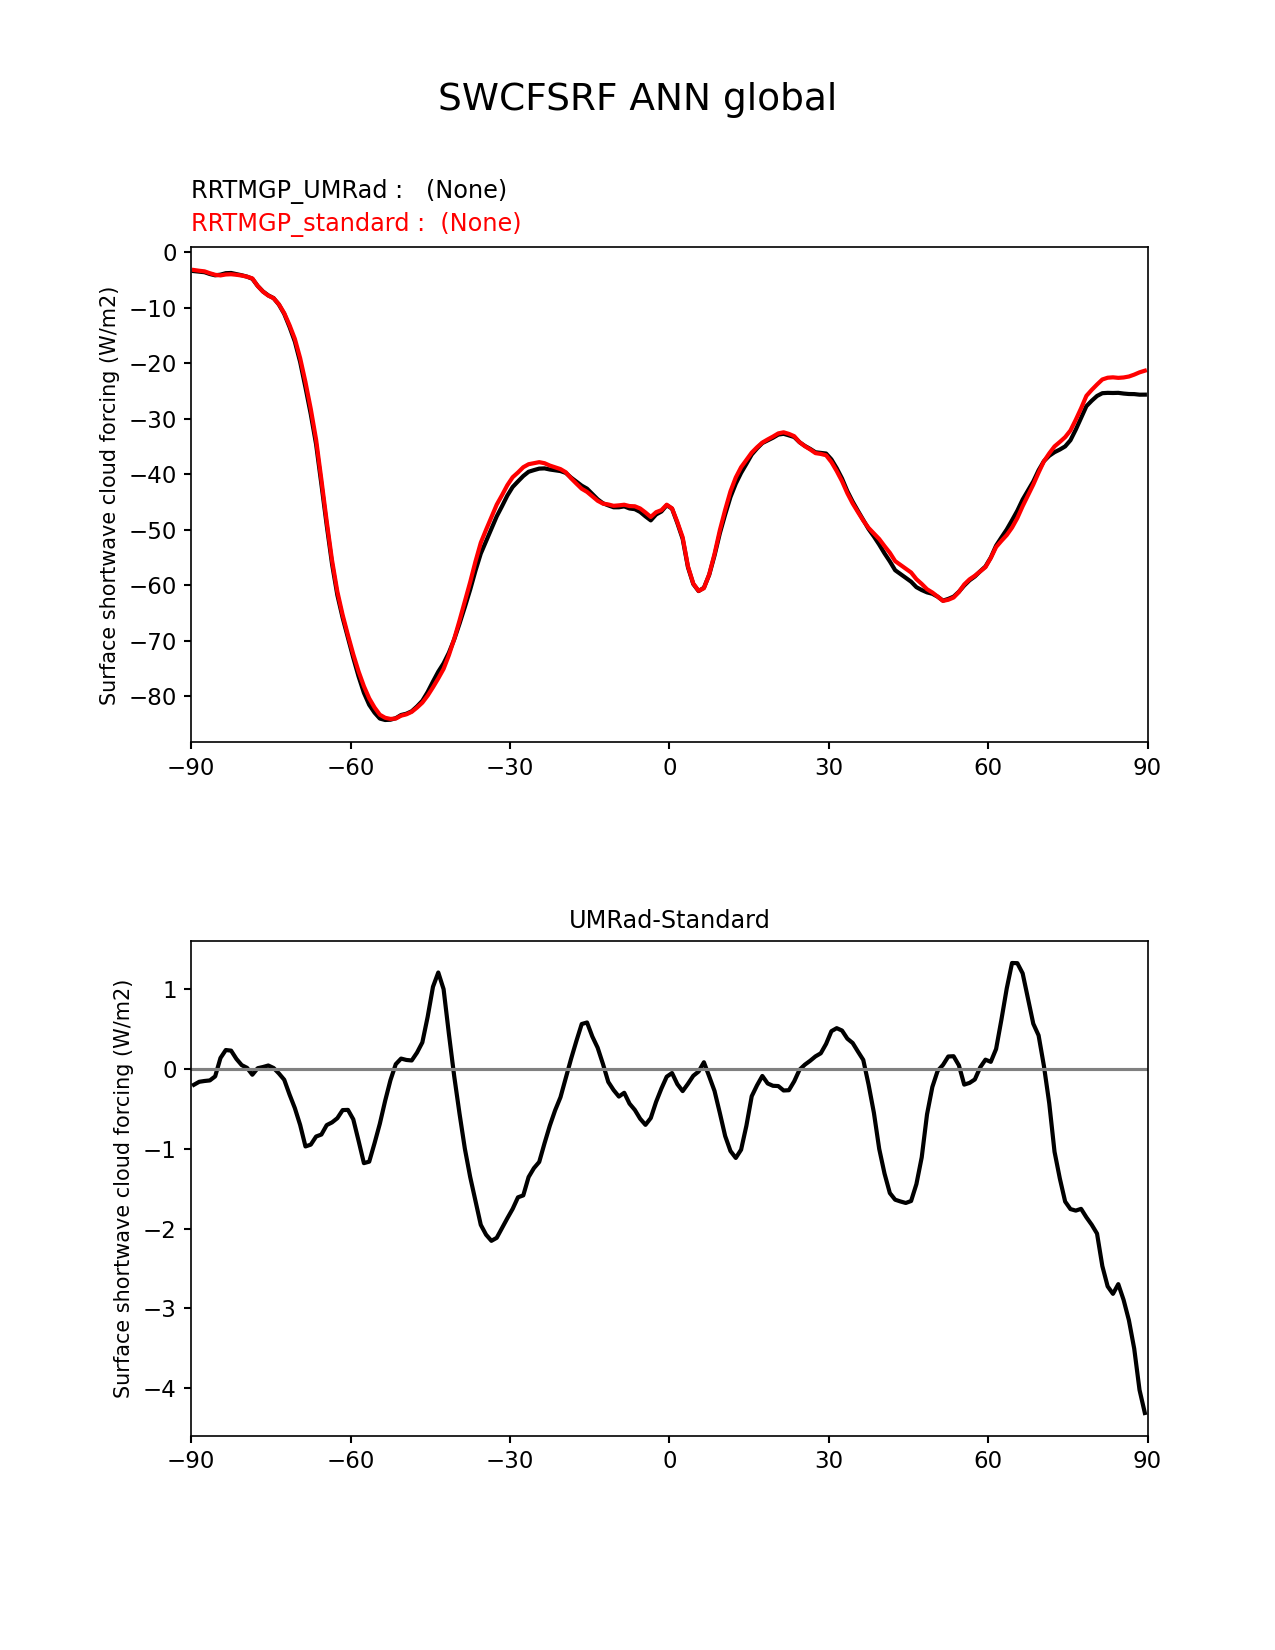 SWCFSRF ANN global
RRTMGP_UMRad :   (None)
RRTMGP_standard :  (None)
Surface shortwave cloud forcing (W/m2)
0
−10
−20
−30
−40
−50
−60
−70
−80
−90 −60 −30 0 30 60 90
UMRad-Standard
Surface shortwave cloud forcing (W/m2)
1
0
−1
−2
−3
−4
−90 −60 −30 0 30 60 90